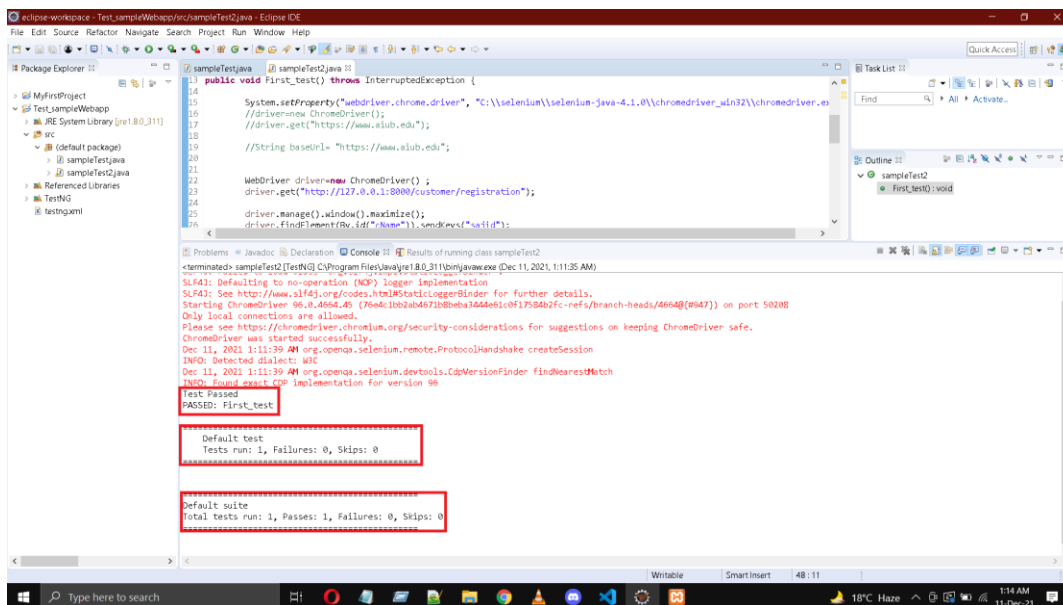 eclipse-workspace - Test_sampleWebapp/src/sampleTest2.java - Eclipse IDE
File Edit Source Refactor Navigate Search Project Run Window Help
Quick Access
Package Explorer
MyFirstProject
Test_sampleWebapp
JRE System Library [jre1.8.0_311]
src
(default package)
sampleTest.java
sampleTest2.java
Referenced Libraries
TestNG
testng.xml
sampleTest.java sampleTest2.java
13 public void First_test() throws InterruptedException {
14
15 System.setProperty("webdriver.chrome.driver", "C:\\selenium\\selenium-java-4.1.0\\chromedriver_win32\\chromedriver.ex
16 //driver=new ChromeDriver();
17 //driver.get("https://www.aiub.edu");
18
19 //String baseUrl= "https://www.aiub.edu";
20
21
22 WebDriver driver=new ChromeDriver() ;
23 driver.get("http://127.0.0.1:8000/customer/registration");
24
25 driver.manage().window().maximize();
26 driver.findElement(By.id("cName")).sendKeys("sajid");
Task List
Find All Activate...
Outline
sampleTest2
First_test() : void
Problems Javadoc Declaration Console Results of running class sampleTest2
<terminated> sampleTest2 [TestNG] C:\Program Files\Java\jre1.8.0_311\bin\javaw.exe (Dec 11, 2021, 1:11:35 AM)
SLF4J: Defaulting to no-operation (NOP) logger implementation
SLF4J: See http://www.slf4j.org/codes.html#StaticLoggerBinder for further details.
Starting ChromeDriver 96.0.4664.45 (76e4c1bb2ab4671b8beba3444e61c0f17584b2fc-refs/branch-heads/4664@{#947}) on port 50208
Only local connections are allowed.
Please see https://chromedriver.chromium.org/security-considerations for suggestions on keeping ChromeDriver safe.
ChromeDriver was started successfully.
Dec 11, 2021 1:11:39 AM org.openqa.selenium.remote.ProtocolHandshake createSession
INFO: Detected dialect: W3C
Dec 11, 2021 1:11:39 AM org.openqa.selenium.devtools.CdpVersionFinder findNearestMatch
INFO: Found exact CDP implementation for version 96
Test Passed
PASSED: First_test
===============================================
Default test
Tests run: 1, Failures: 0, Skips: 0
===============================================
===============================================
Default suite
Total tests run: 1, Passes: 1, Failures: 0, Skips: 0
===============================================
Writable Smart Insert 48 : 11
Type here to search
18°C Haze
1:14 AM
11-Dec-21